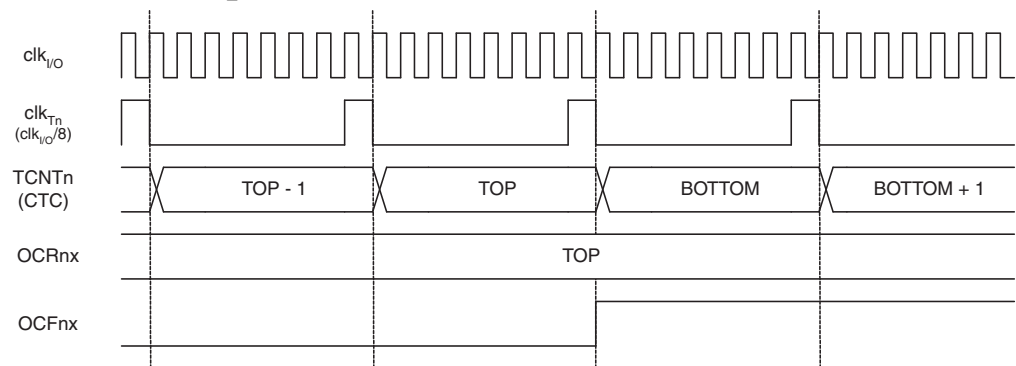 clkI/O
clkTn
(clkI/O/8)
TCNTn
(CTC)
TOP - 1
TOP
BOTTOM
BOTTOM + 1
OCRnx
TOP
OCFnx